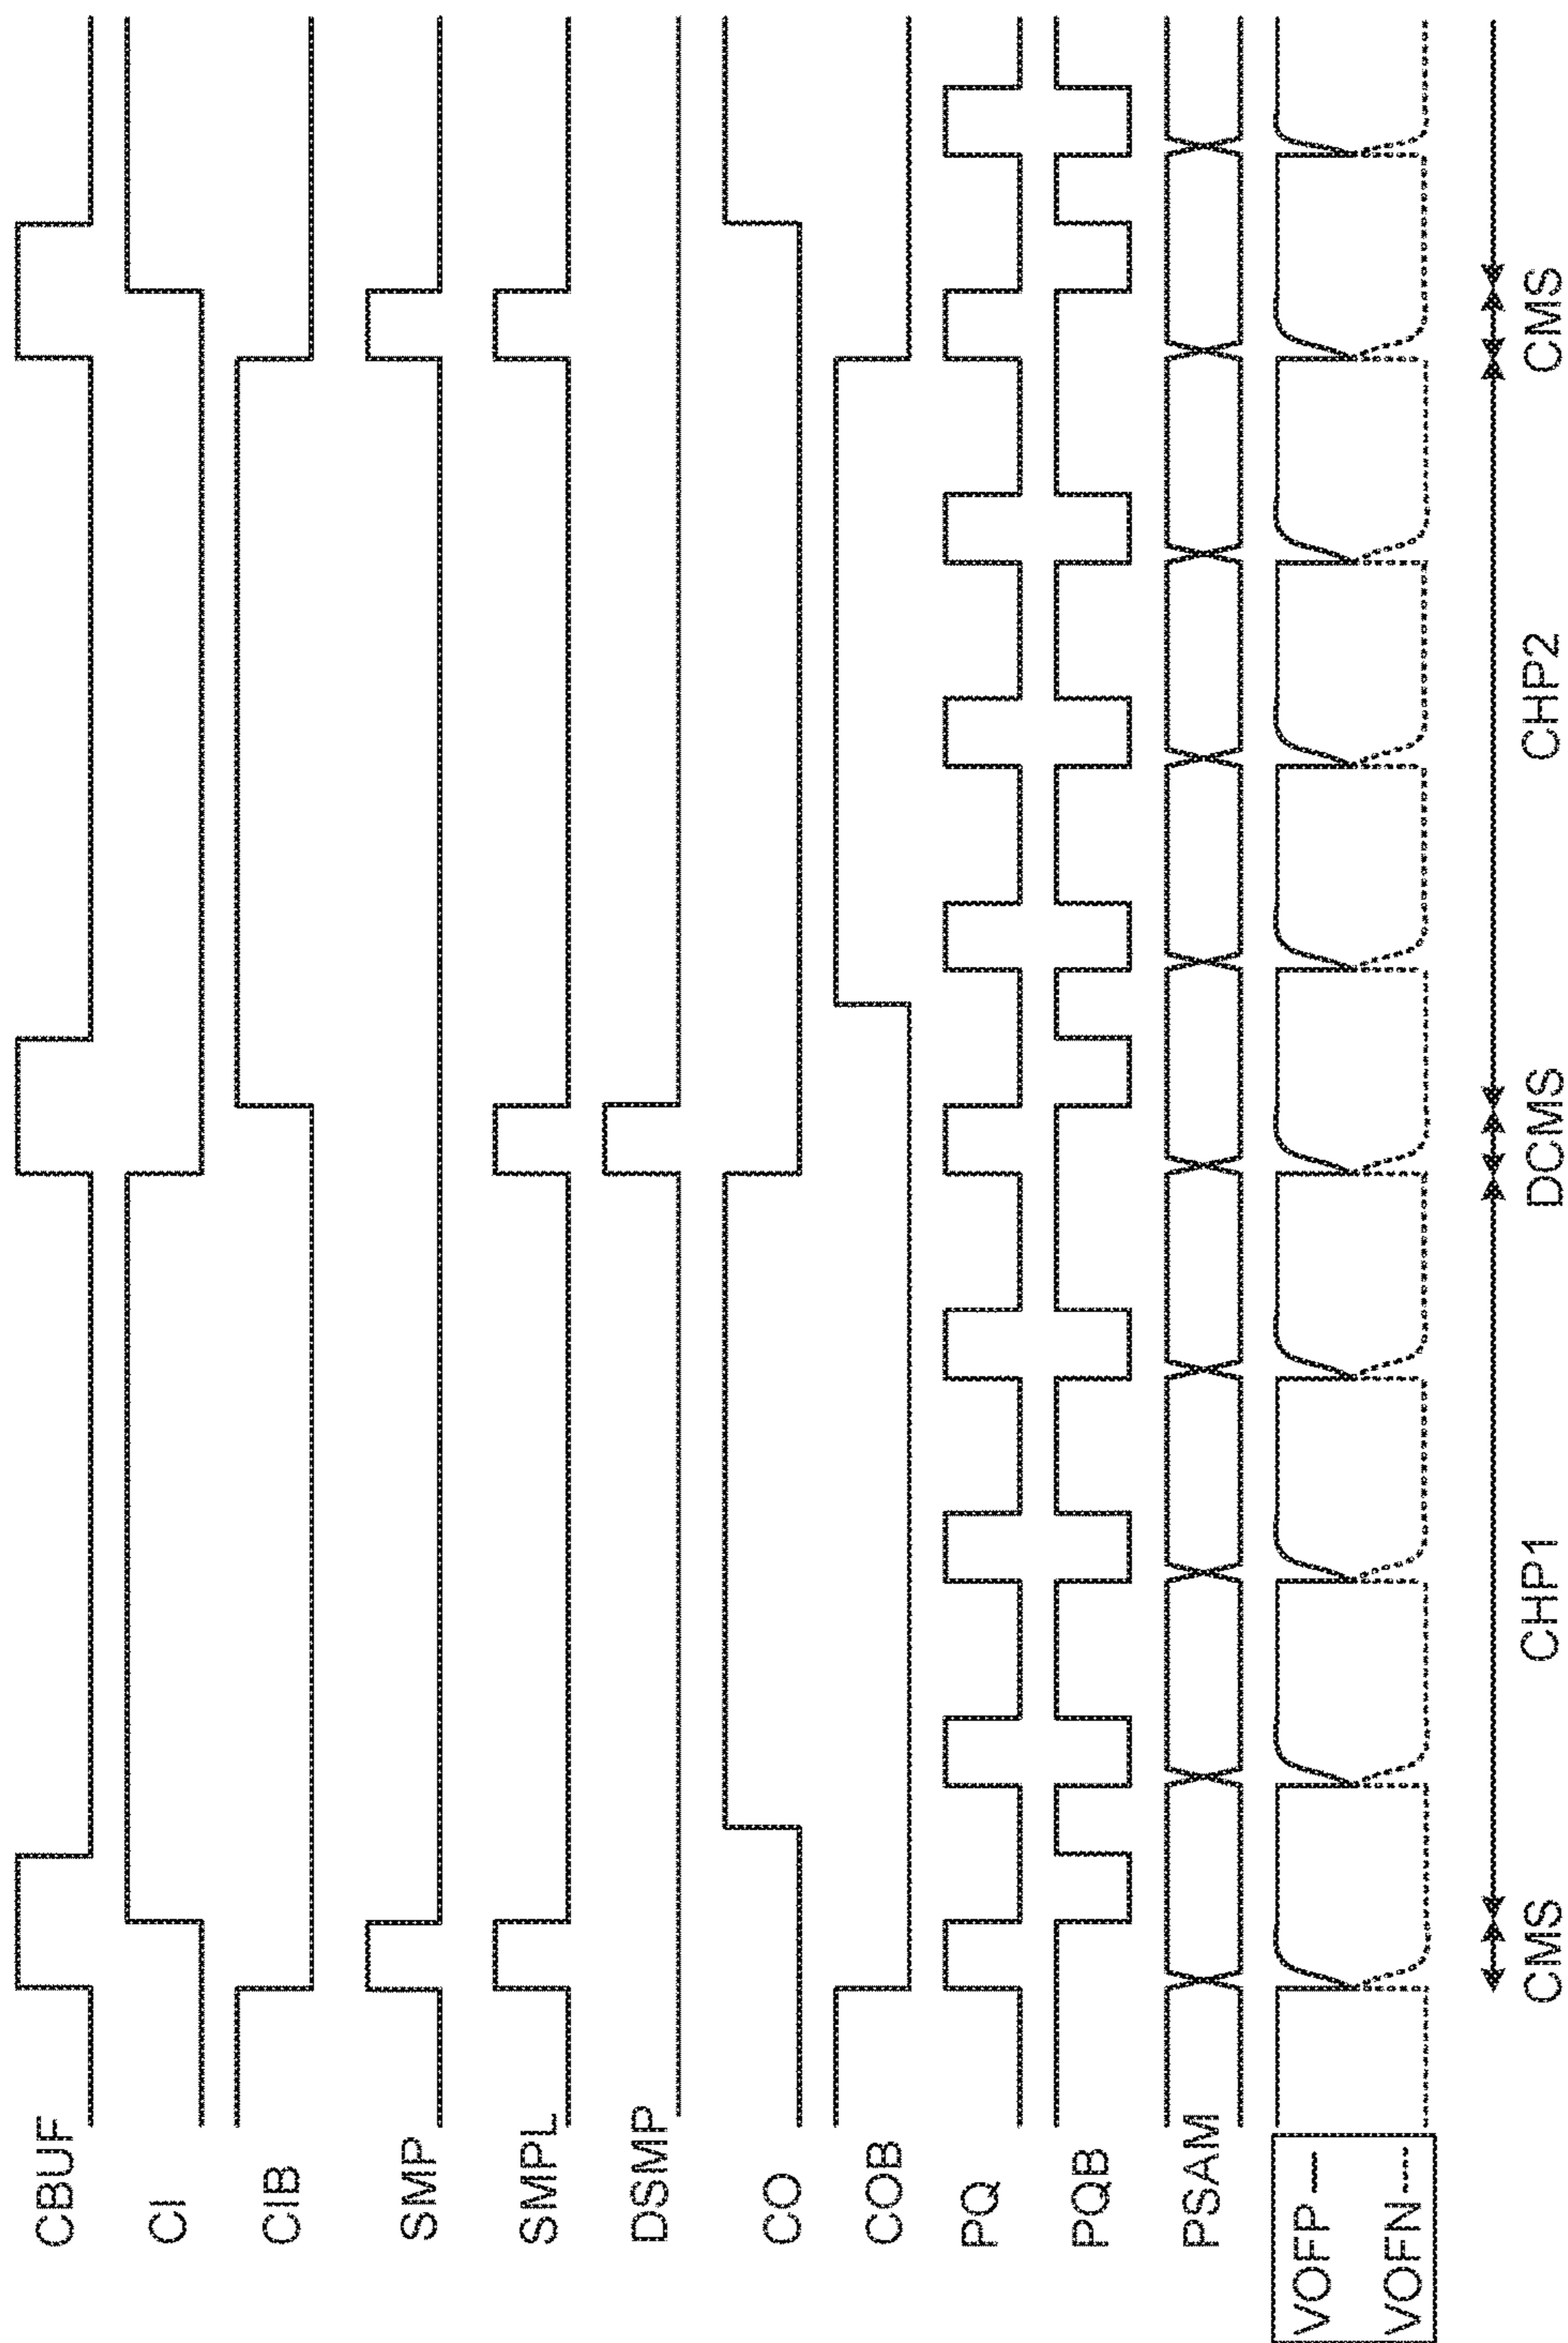 CBUF
CI
CIB
SMP
SMPL
DSMP
CO
COB
PQ
PQB
PSAM
VOFP
VOFN
CMS
CHP1
DCMS
CHP2
CMS